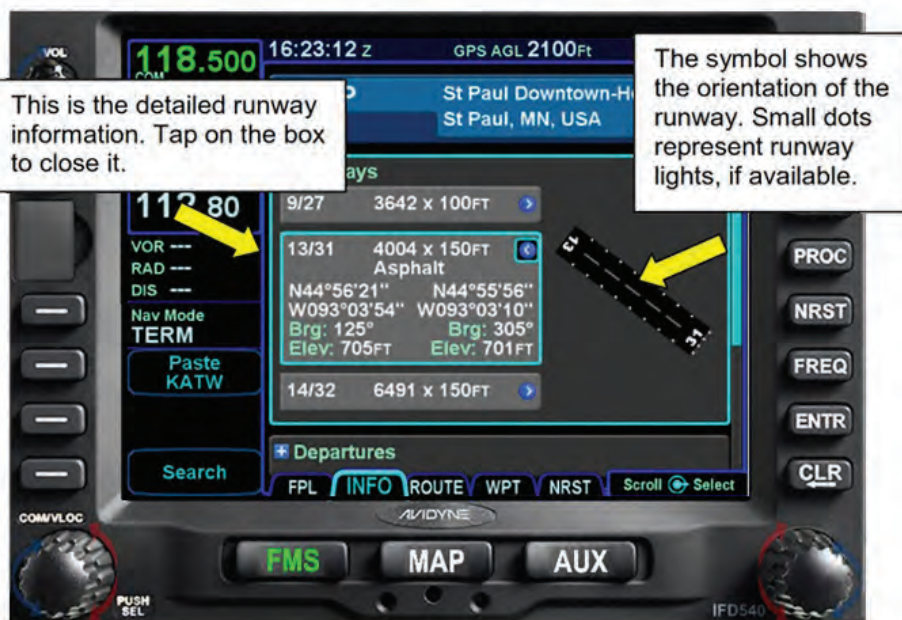 VOL
118.500
16:23:12 Z
GPS AGL 2100Ft
The symbol shows
the orientation of the
runway. Small dots
represent runway
lights, if available.
This is the detailed runway
information. Tap on the box
to close it.
St Paul Downtown-H
St Paul, MN, USA
ays
112.80
9/27 3642 x 100FT
VOR ---
RAD ---
DIS ---
13/31 4004 x 150FT
Asphalt
N44°56'21" N44°55'56"
W093°03'54" W093°03'10"
Brg: 125° Brg: 305°
Elev: 705FT Elev: 701FT
13
31
PROC
Nav Mode
TERM
NRST
Paste
KATW
FREQ
14/32 6491 x 150FT
ENTR
Departures
Search
CLR
FPL INFO ROUTE WPT NRST Scroll Select
COM/VLOC
AVIDYNE
FMS MAP AUX
PUSH
SEL
IFD540